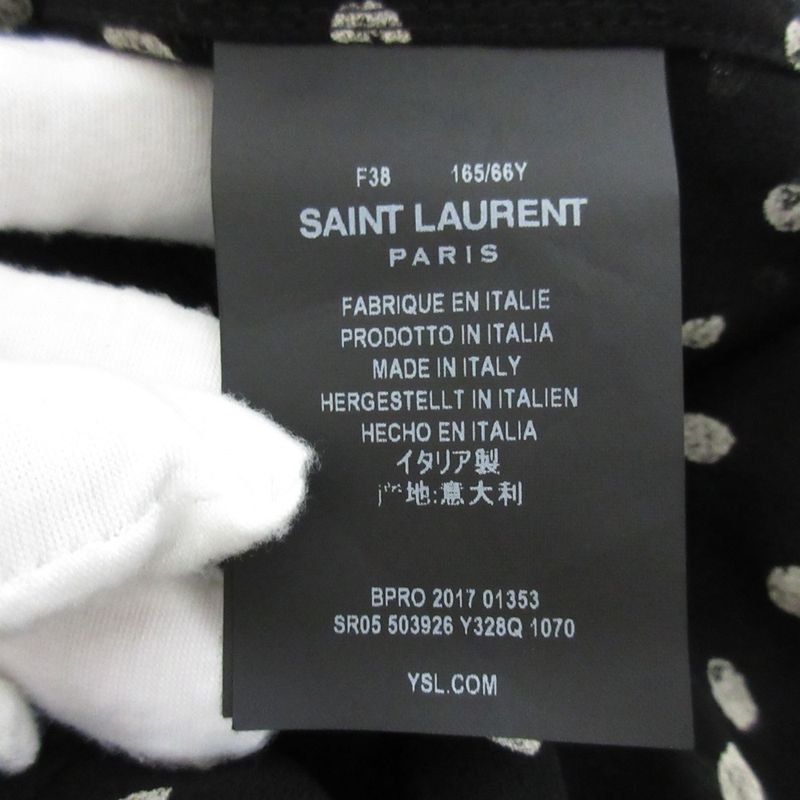 F38 165/66Y
SAINT LAURENT
PARIS
FABRIQUE EN ITALIE
PRODOTTO IN ITALIA
MADE IN ITALY
HERGESTELLT IN ITALIEN
HECHO EN ITALIA
イタリア製
产地:意大利
BPRO 2017 01353
SR05 503926 Y328Q 1070
YSL.COM